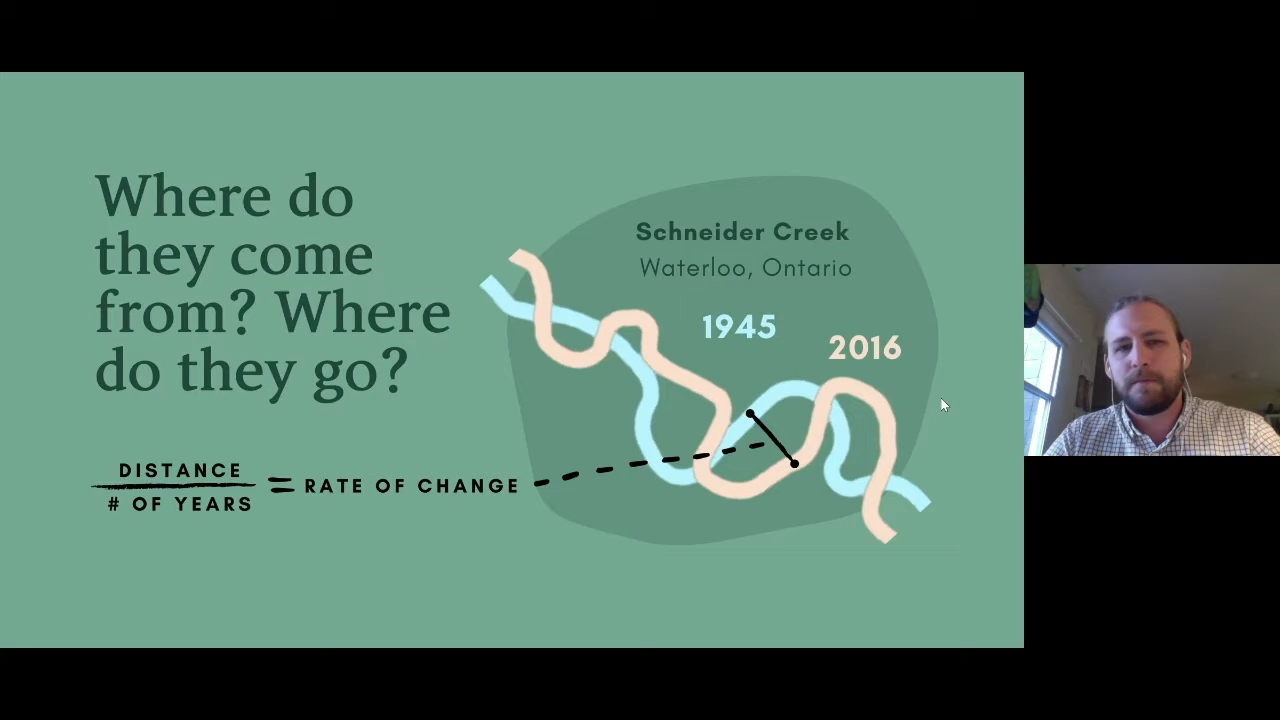 Where do
they come
from? Where
do they go?
Schneider Creek
Waterloo, Ontario
1945
2016
DISTANCE
# OF YEARS
= RATE OF CHANGE